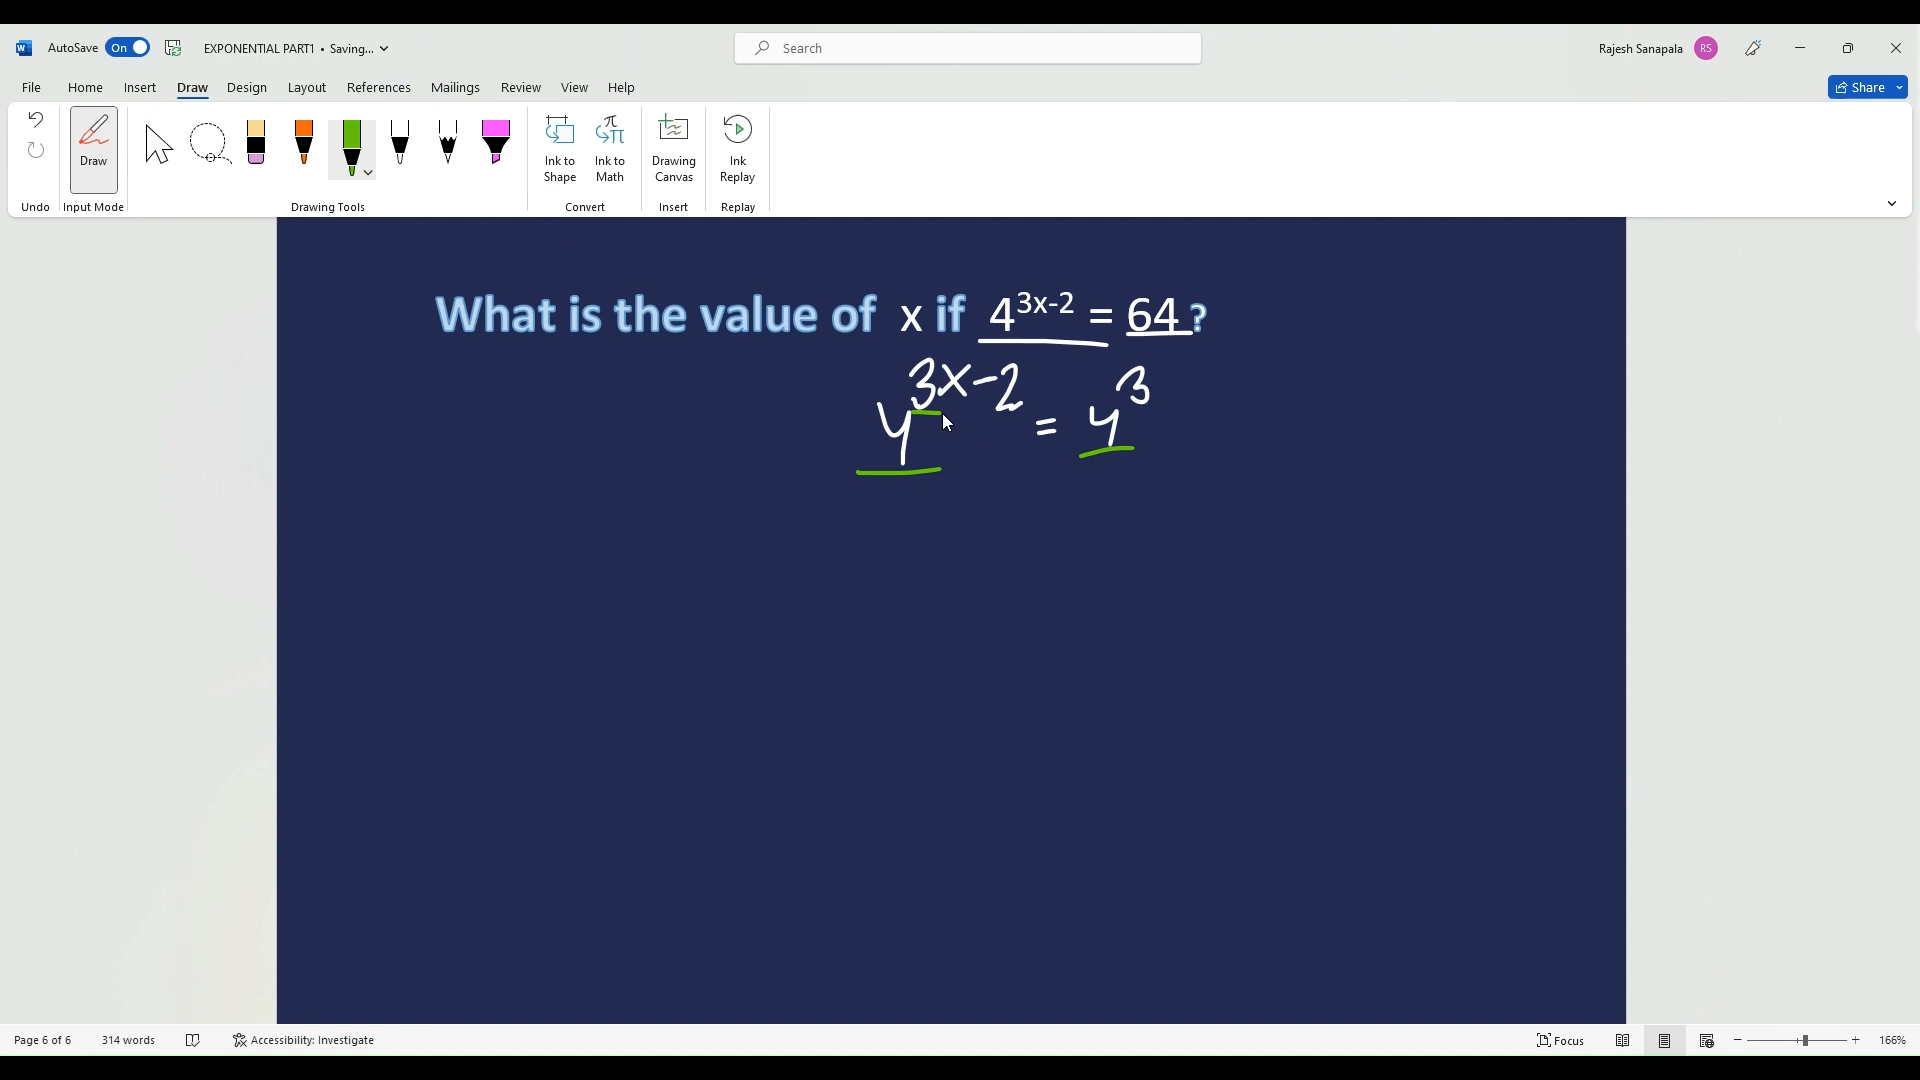 AutoSave On EXPONENTIAL PART1 • Saving... Search Rajesh Sanapala RS
File Home Insert Draw Design Layout References Mailings Review View Help Share
Draw Ink to Shape Ink to Math Drawing Canvas Ink Replay
Undo Input Mode Drawing Tools Convert Insert Replay
What is the value of x if 4^{3x-2} = 64 ?
4^{3x-2} = 4^3
Page 6 of 6 314 words Accessibility: Investigate Focus 166%